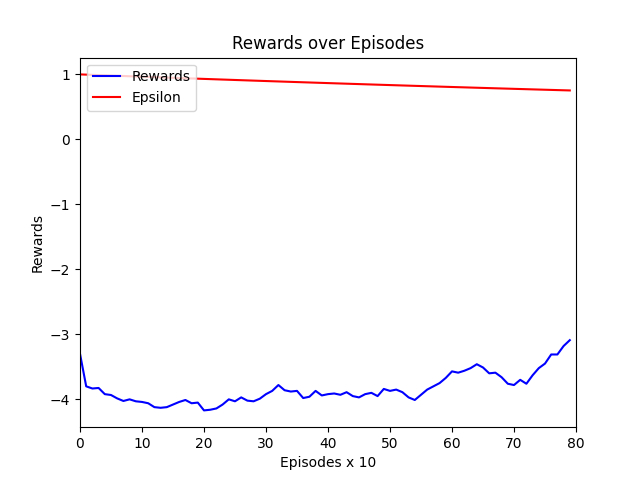 Rewards over Episodes
Rewards
Epsilon
1
0
−1
−2
−3
−4
Rewards
0 10 20 30 40 50 60 70 80
Episodes x 10